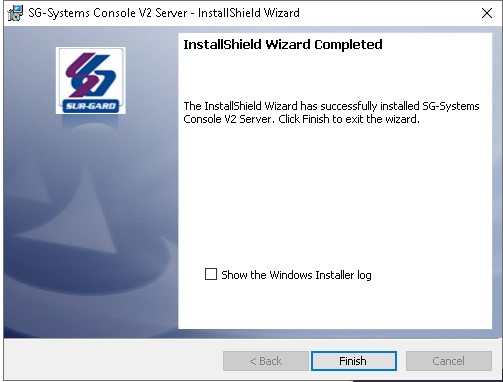 SG-Systems Console V2 Server - InstallShield Wizard
InstallShield Wizard Completed
SUR-GARD
The InstallShield Wizard has successfully installed SG-Systems
Console V2 Server. Click Finish to exit the wizard.
Show the Windows Installer log
< Back
Finish
Cancel